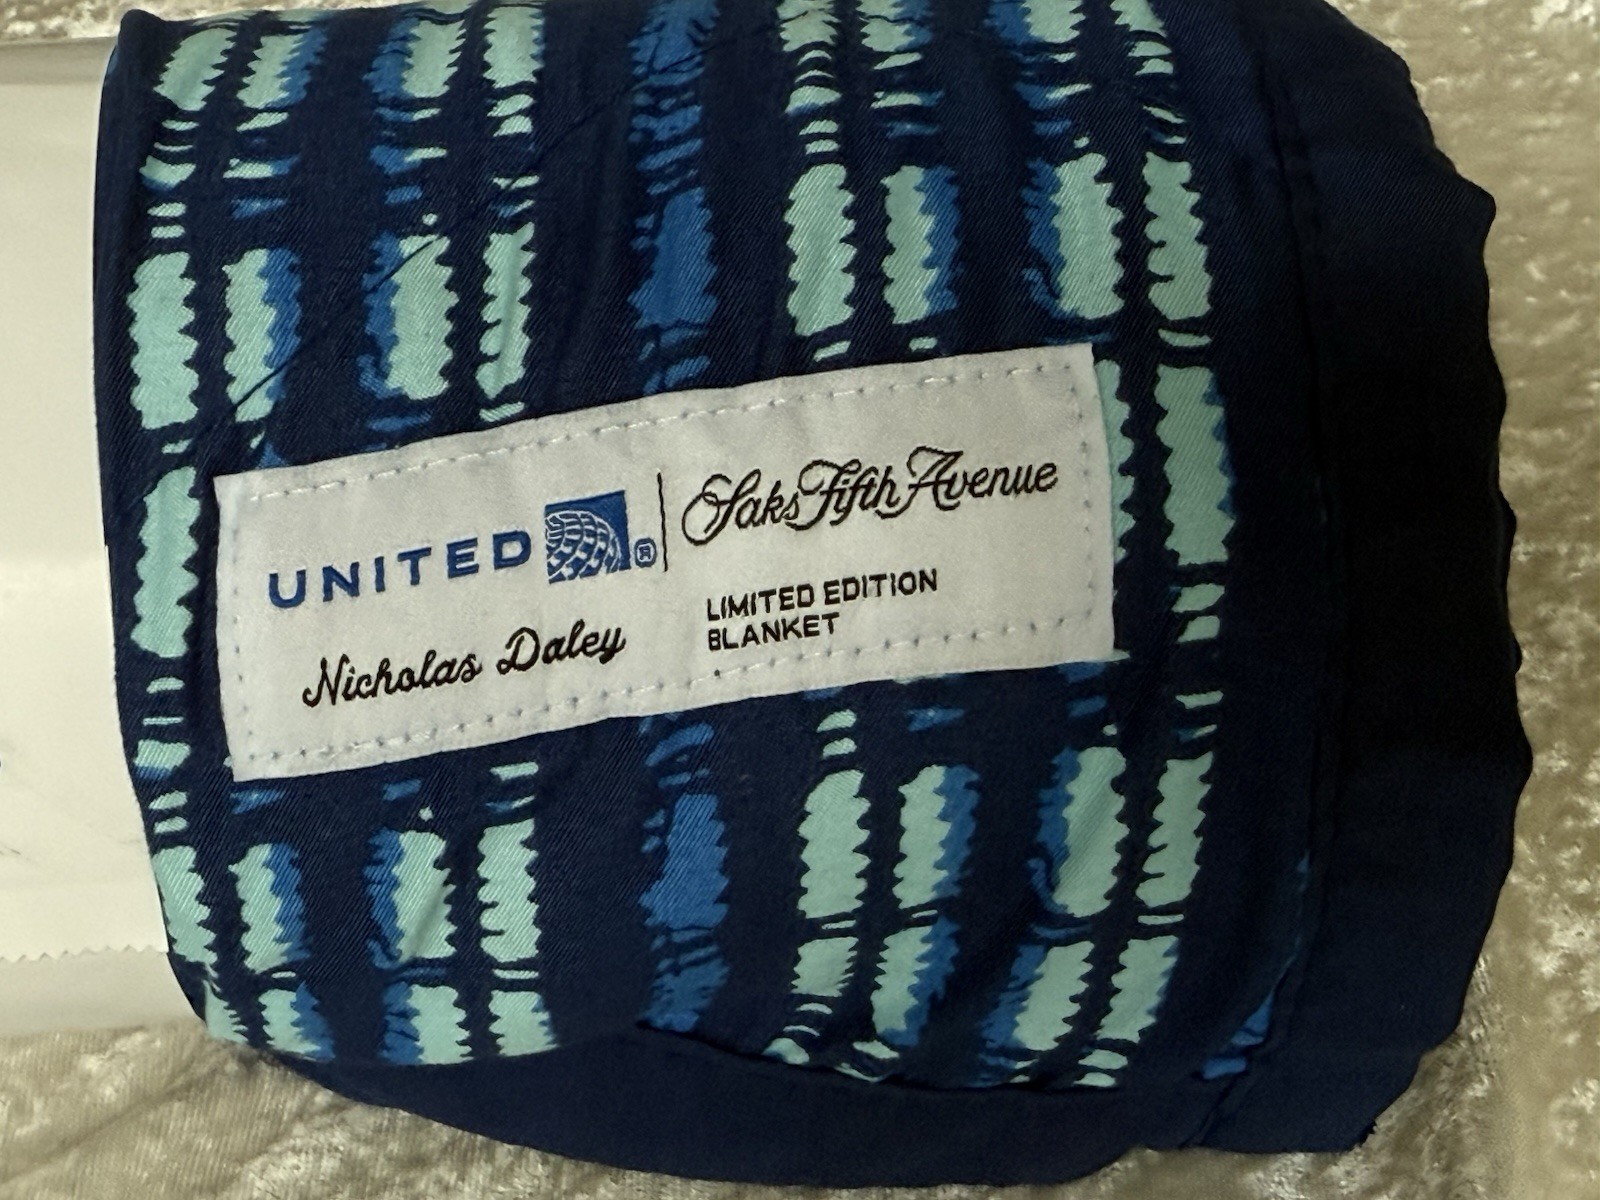 UNITED ® | Saks Fifth Avenue
Nicholas Daley
LIMITED EDITION
BLANKET